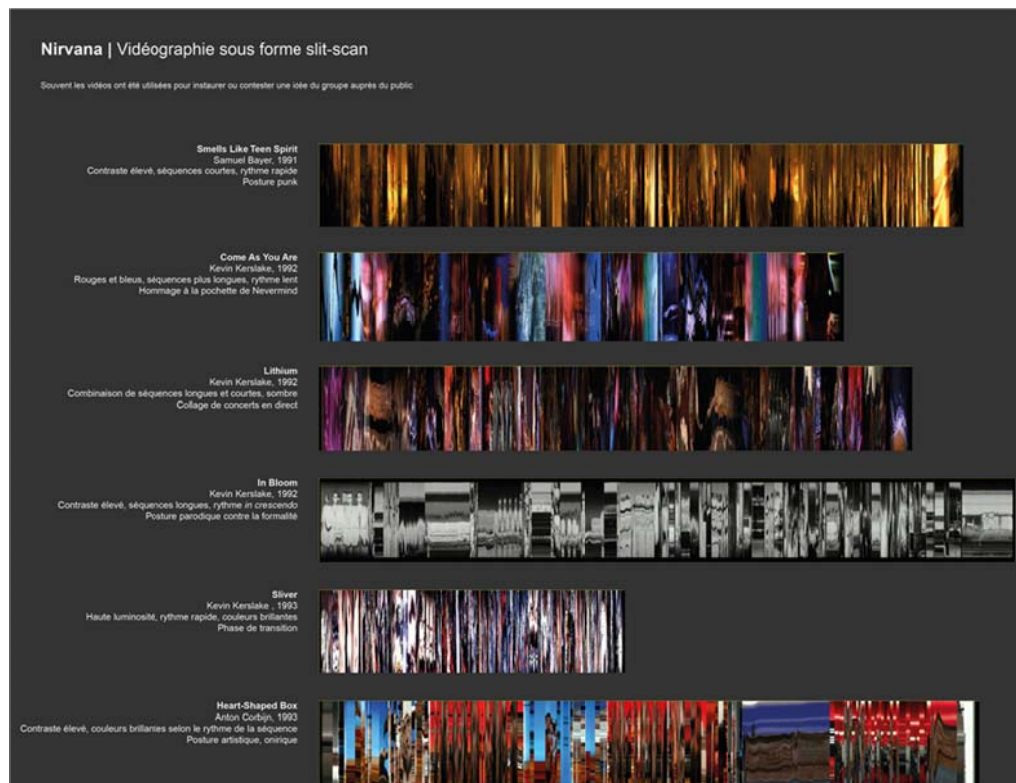 Nirvana | Vidéographie sous forme slit-scan
Souvent les vidéos ont été utilisées pour instaurer ou contester une idée du groupe auprès du public
Smells Like Teen Spirit
Samuel Bayer, 1991
Contraste élevé, séquences courtes, rythme rapide
Posture punk
Come As You Are
Kevin Kerslake, 1992
Rouges et bleus, séquences plus longues, rythme lent
Hommage à la pochette de Nevermind
Lithium
Kevin Kerslake, 1992
Combinaison de séquences longues et courtes, sombre
Collage de concerts en direct
In Bloom
Kevin Kerslake, 1992
Contraste élevé, séquences longues, rythme in crescendo
Posture parodique contre la formalité
Sliver
Kevin Kerslake , 1993
Haute luminosité, rythme rapide, couleurs brillantes
Phase de transition
Heart-Shaped Box
Anton Corbijn, 1993
Contraste élevé, couleurs brillantes selon le rythme de la séquence
Posture artistique, onirique